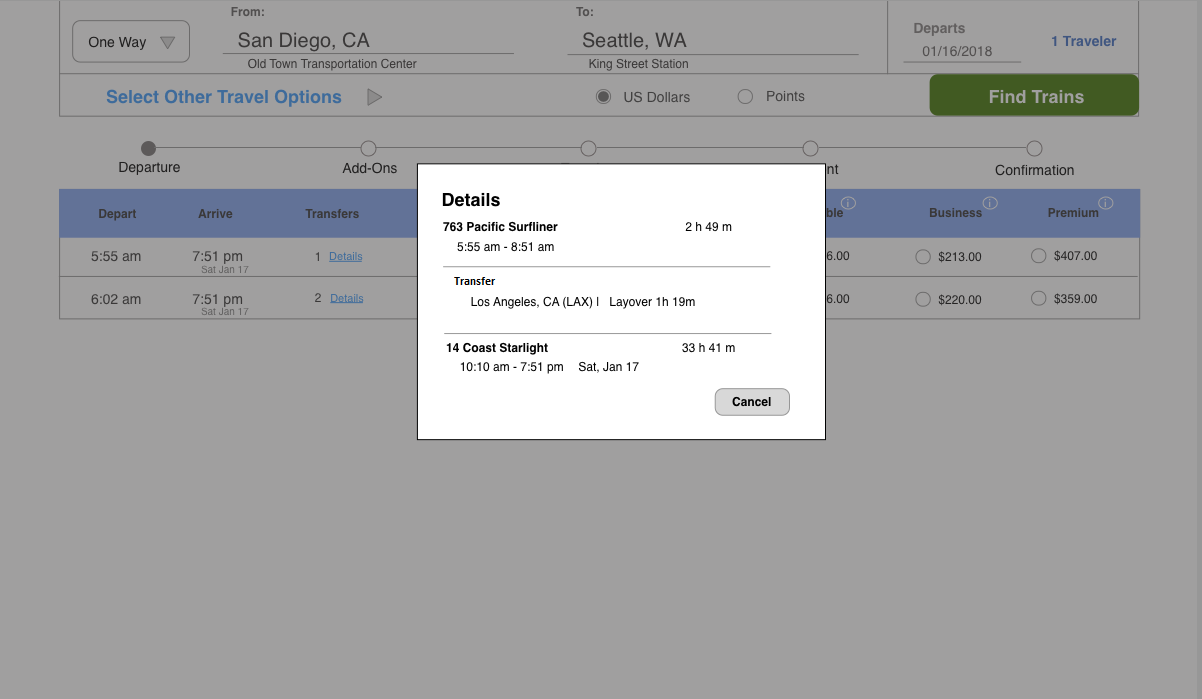 From: To:
One Way San Diego, CA Seattle, WA Departs
01/16/2018 1 Traveler
Old Town Transportation Center King Street Station
Select Other Travel Options US Dollars Points Find Trains
Departure Add-Ons nt Confirmation
Depart Arrive Transfers ble Business Premium
5:55 am 7:51 pm 1 Details 6.00 $213.00 $407.00
Sat Jan 17
6:02 am 7:51 pm 2 Details 6.00 $220.00 $359.00
Sat Jan 17
Details
763 Pacific Surfliner 2 h 49 m
5:55 am - 8:51 am
Transfer
Los Angeles, CA (LAX) | Layover 1h 19m
14 Coast Starlight 33 h 41 m
10:10 am - 7:51 pm Sat, Jan 17
Cancel